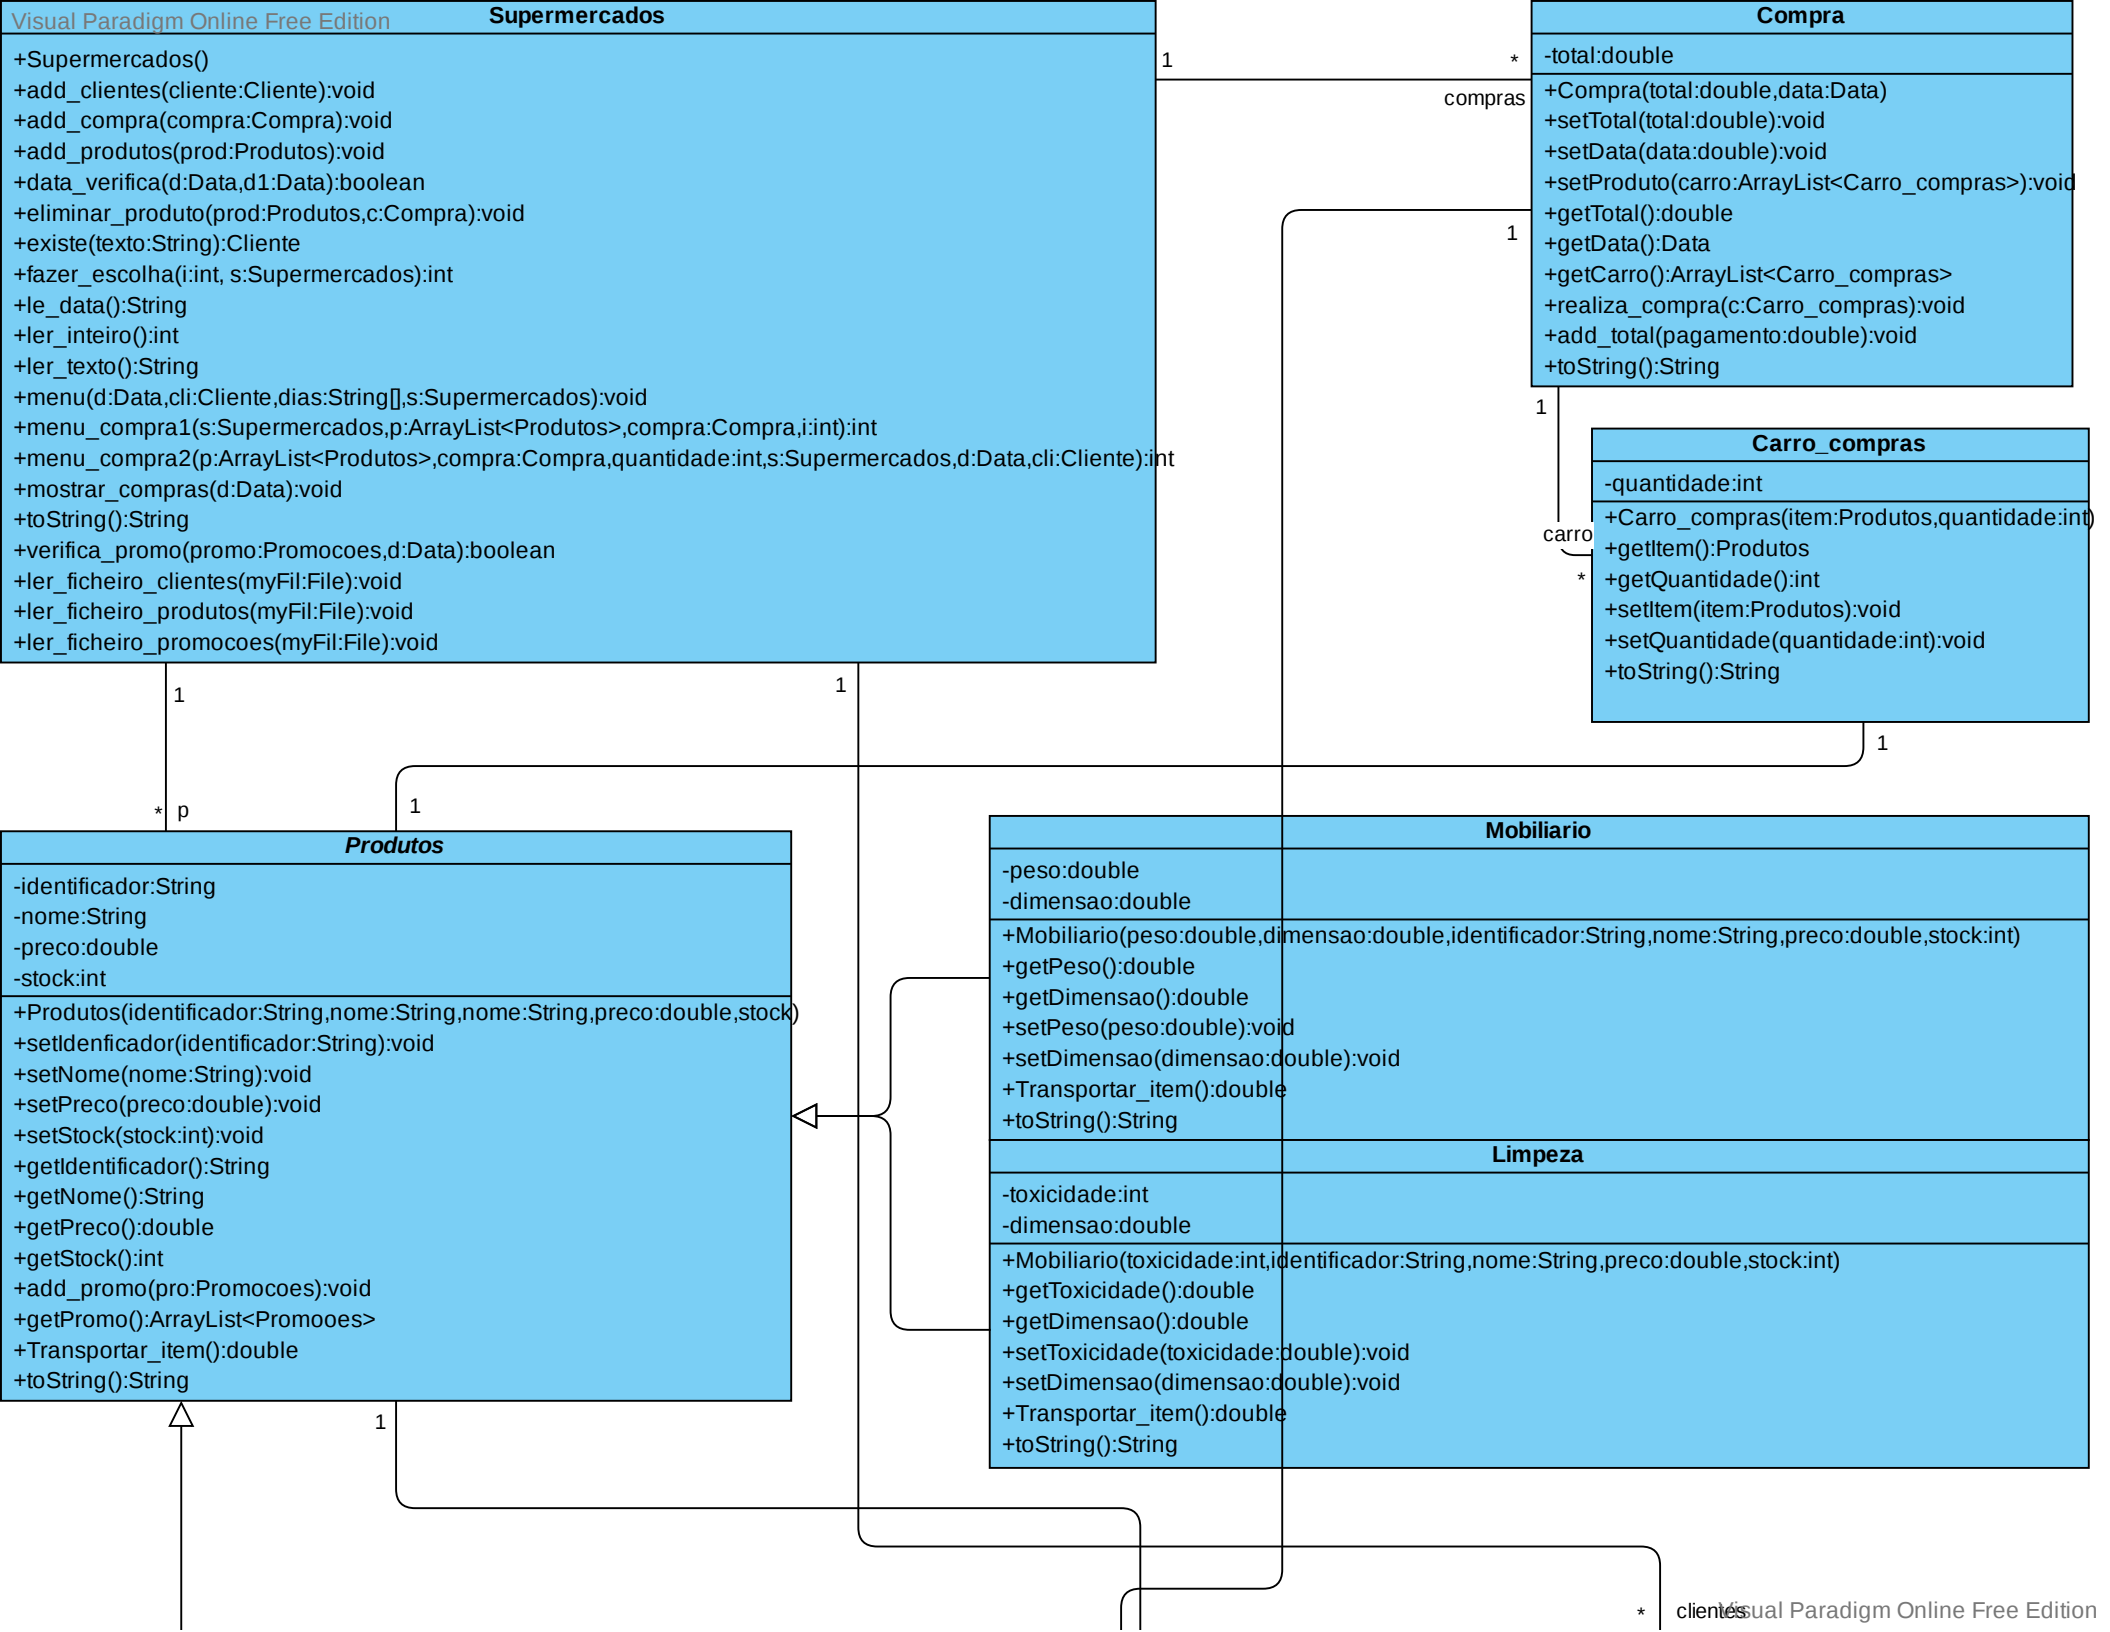 Visual Paradigm Online Free Edition
Supermercados
+Supermercados()
+add_clientes(cliente:Cliente):void
+add_compra(compra:Compra):void
+add_produtos(prod:Produtos):void
+data_verifica(d:Data,d1:Data):boolean
+eliminar_produto(prod:Produtos,c:Compra):void
+existe(texto:String):Cliente
+fazer_escolha(i:int, s:Supermercados):int
+le_data():String
+ler_inteiro():int
+ler_texto():String
+menu(d:Data,cli:Cliente,dias:String[],s:Supermercados):void
+menu_compra1(s:Supermercados,p:ArrayList<Produtos>,compra:Compra,i:int):int
+menu_compra2(p:ArrayList<Produtos>,compra:Compra,quantidade:int,s:Supermercados,d:Data,cli:Cliente):int
+mostrar_compras(d:Data):void
+toString():String
+verifica_promo(promo:Promocoes,d:Data):boolean
+ler_ficheiro_clientes(myFil:File):void
+ler_ficheiro_produtos(myFil:File):void
+ler_ficheiro_promocoes(myFil:File):void
1
*
compras
Compra
-total:double
+Compra(total:double,data:Data)
+setTotal(total:double):void
+setData(data:double):void
+setProduto(carro:ArrayList<Carro_compras>):void
+getTotal():double
+getData():Data
+getCarro():ArrayList<Carro_compras>
+realiza_compra(c:Carro_compras):void
+add_total(pagamento:double):void
+toString():String
1
1
carro
*
Carro_compras
-quantidade:int
+Carro_compras(item:Produtos,quantidade:int)
+getItem():Produtos
+getQuantidade():int
+setItem(item:Produtos):void
+setQuantidade(quantidade:int):void
+toString():String
1
1
1
* p
1
Produtos
-identificador:String
-nome:String
-preco:double
-stock:int
+Produtos(identificador:String,nome:String,nome:String,preco:double,stock)
+setIdenficador(identificador:String):void
+setNome(nome:String):void
+setPreco(preco:double):void
+setStock(stock:int):void
+getIdentificador():String
+getNome():String
+getPreco():double
+getStock():int
+add_promo(pro:Promocoes):void
+getPromo():ArrayList<Promooes>
+Transportar_item():double
+toString():String
1
Mobiliario
-peso:double
-dimensao:double
+Mobiliario(peso:double,dimensao:double,identificador:String,nome:String,preco:double,stock:int)
+getPeso():double
+getDimensao():double
+setPeso(peso:double):void
+setDimensao(dimensao:double):void
+Transportar_item():double
+toString():String
Limpeza
-toxicidade:int
-dimensao:double
+Mobiliario(toxicidade:int,identificador:String,nome:String,preco:double,stock:int)
+getToxicidade():double
+getDimensao():double
+setToxicidade(toxicidade:double):void
+setDimensao(dimensao:double):void
+Transportar_item():double
+toString():String
* clientes
Visual Paradigm Online Free Edition